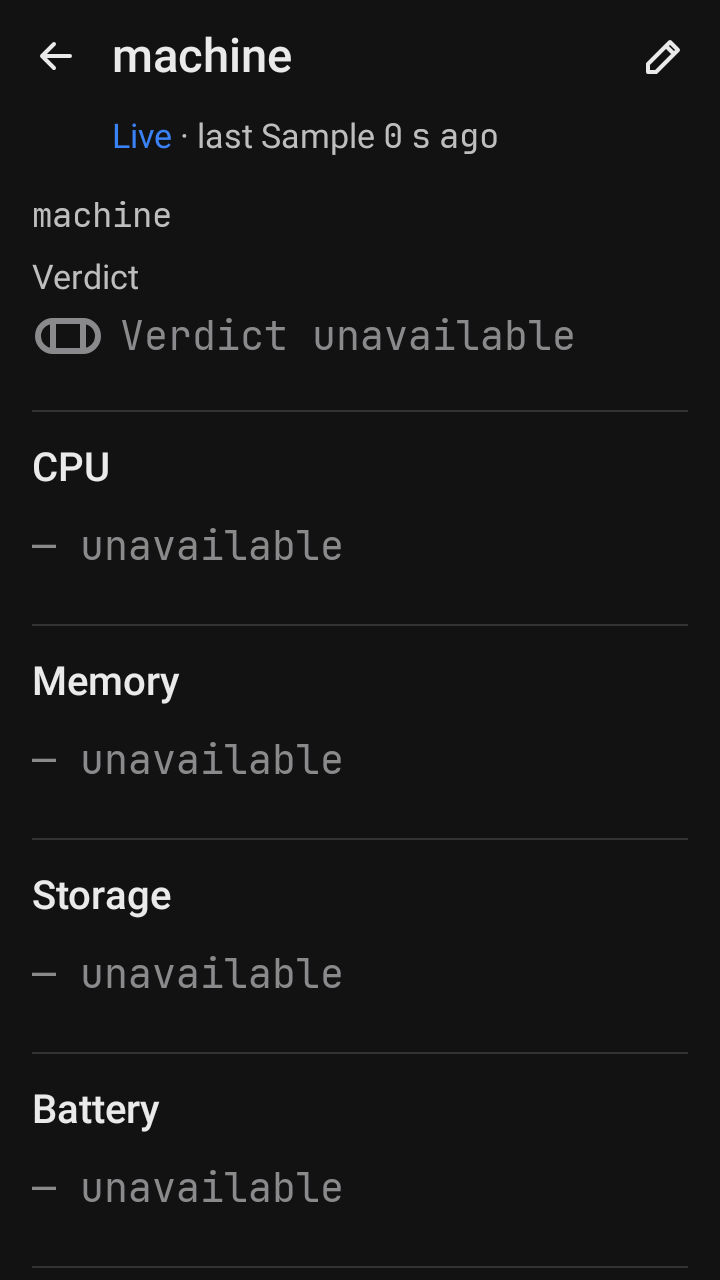 machine
Live · last Sample 0 s ago
machine
Verdict
Verdict unavailable
CPU
— unavailable
Memory
— unavailable
Storage
— unavailable
Battery
— unavailable